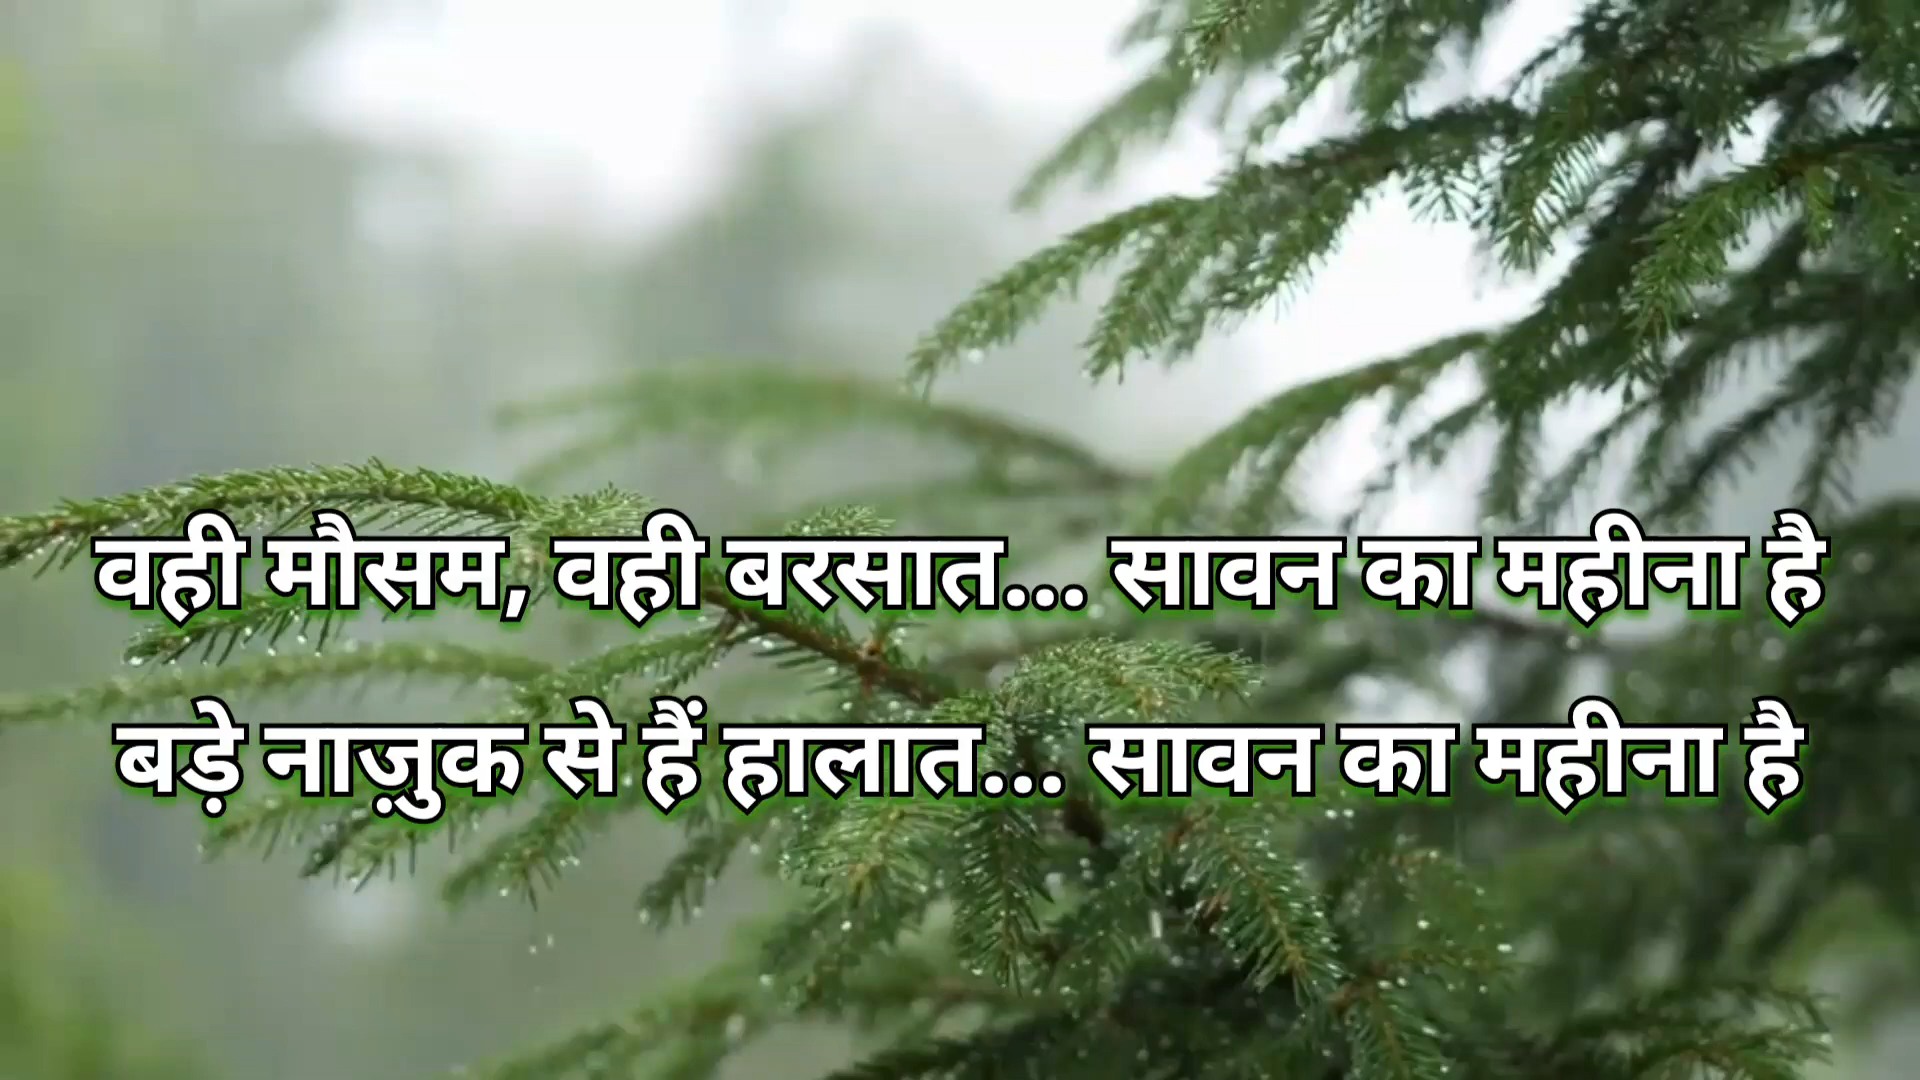 वही मौसम, वही बरसात... सावन का महीना है
बड़े नाज़ुक से हैं हालात... सावन का महीना है